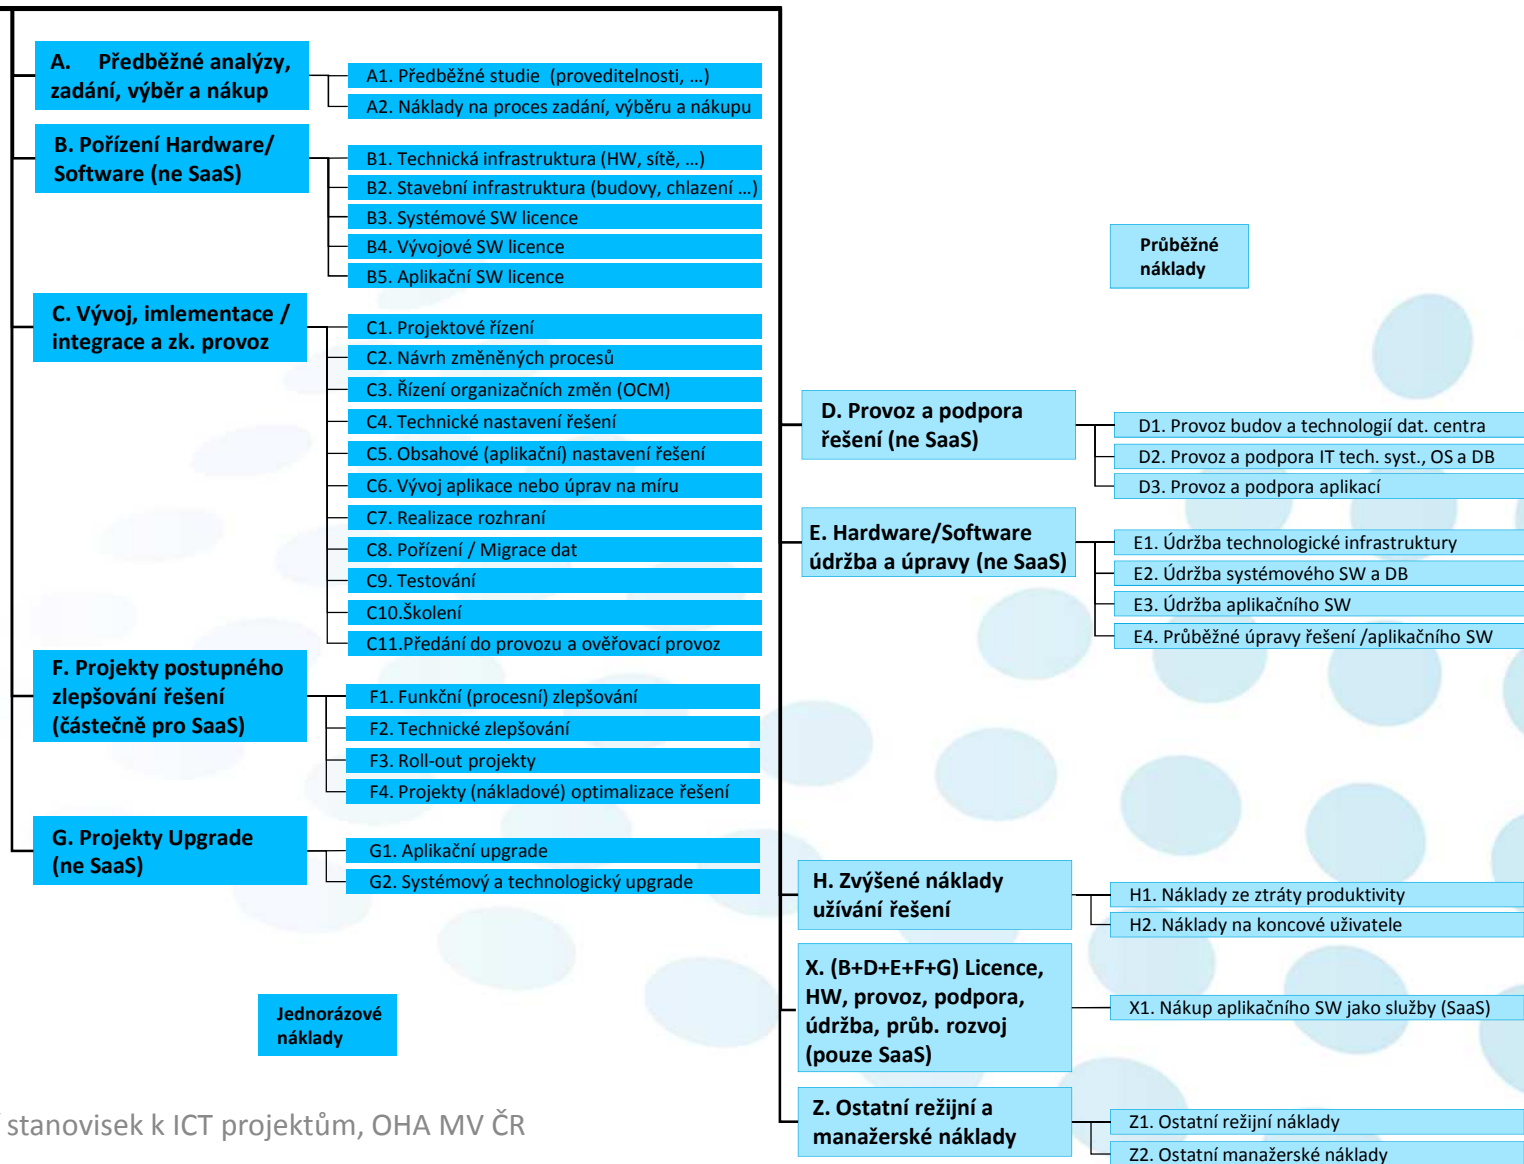 A. Předběžné analýzy,
zadání, výběr a nákup
A1. Předběžné studie (proveditelnosti, ...)
A2. Náklady na proces zadání, výběru a nákupu
B. Pořízení Hardware/
Software (ne SaaS)
B1. Technická infrastruktura (HW, sítě, ...)
B2. Stavební infrastruktura (budovy, chlazení ...)
B3. Systémové SW licence
B4. Vývojové SW licence
B5. Aplikační SW licence
C. Vývoj, imlementace /
integrace a zk. provoz
C1. Projektové řízení
C2. Návrh změněných procesů
C3. Řízení organizačních změn (OCM)
C4. Technické nastavení řešení
C5. Obsahové (aplikační) nastavení řešení
C6. Vývoj aplikace nebo úprav na míru
C7. Realizace rozhraní
C8. Pořízení / Migrace dat
C9. Testování
C10.Školení
C11.Předání do provozu a ověřovací provoz
F. Projekty postupného
zlepšování řešení
(částečně pro SaaS)
F1. Funkční (procesní) zlepšování
F2. Technické zlepšování
F3. Roll-out projekty
F4. Projekty (nákladové) optimalizace řešení
G. Projekty Upgrade
(ne SaaS)
G1. Aplikační upgrade
G2. Systémový a technologický upgrade
Jednorázové
náklady
Průběžné
náklady
D. Provoz a podpora
řešení (ne SaaS)
D1. Provoz budov a technologií dat. centra
D2. Provoz a podpora IT tech. syst., OS a DB
D3. Provoz a podpora aplikací
E. Hardware/Software
údržba a úpravy (ne SaaS)
E1. Údržba technologické infrastruktury
E2. Údržba systémového SW a DB
E3. Údržba aplikačního SW
E4. Průběžné úpravy řešení /aplikačního SW
H. Zvýšené náklady
užívání řešení
H1. Náklady ze ztráty produktivity
H2. Náklady na koncové uživatele
X. (B+D+E+F+G) Licence,
HW, provoz, podpora,
údržba, průb. rozvoj
(pouze SaaS)
X1. Nákup aplikačního SW jako služby (SaaS)
Z. Ostatní režijní a
manažerské náklady
Z1. Ostatní režijní náklady
Z2. Ostatní manažerské náklady
stanovisek k ICT projektům, OHA MV ČR